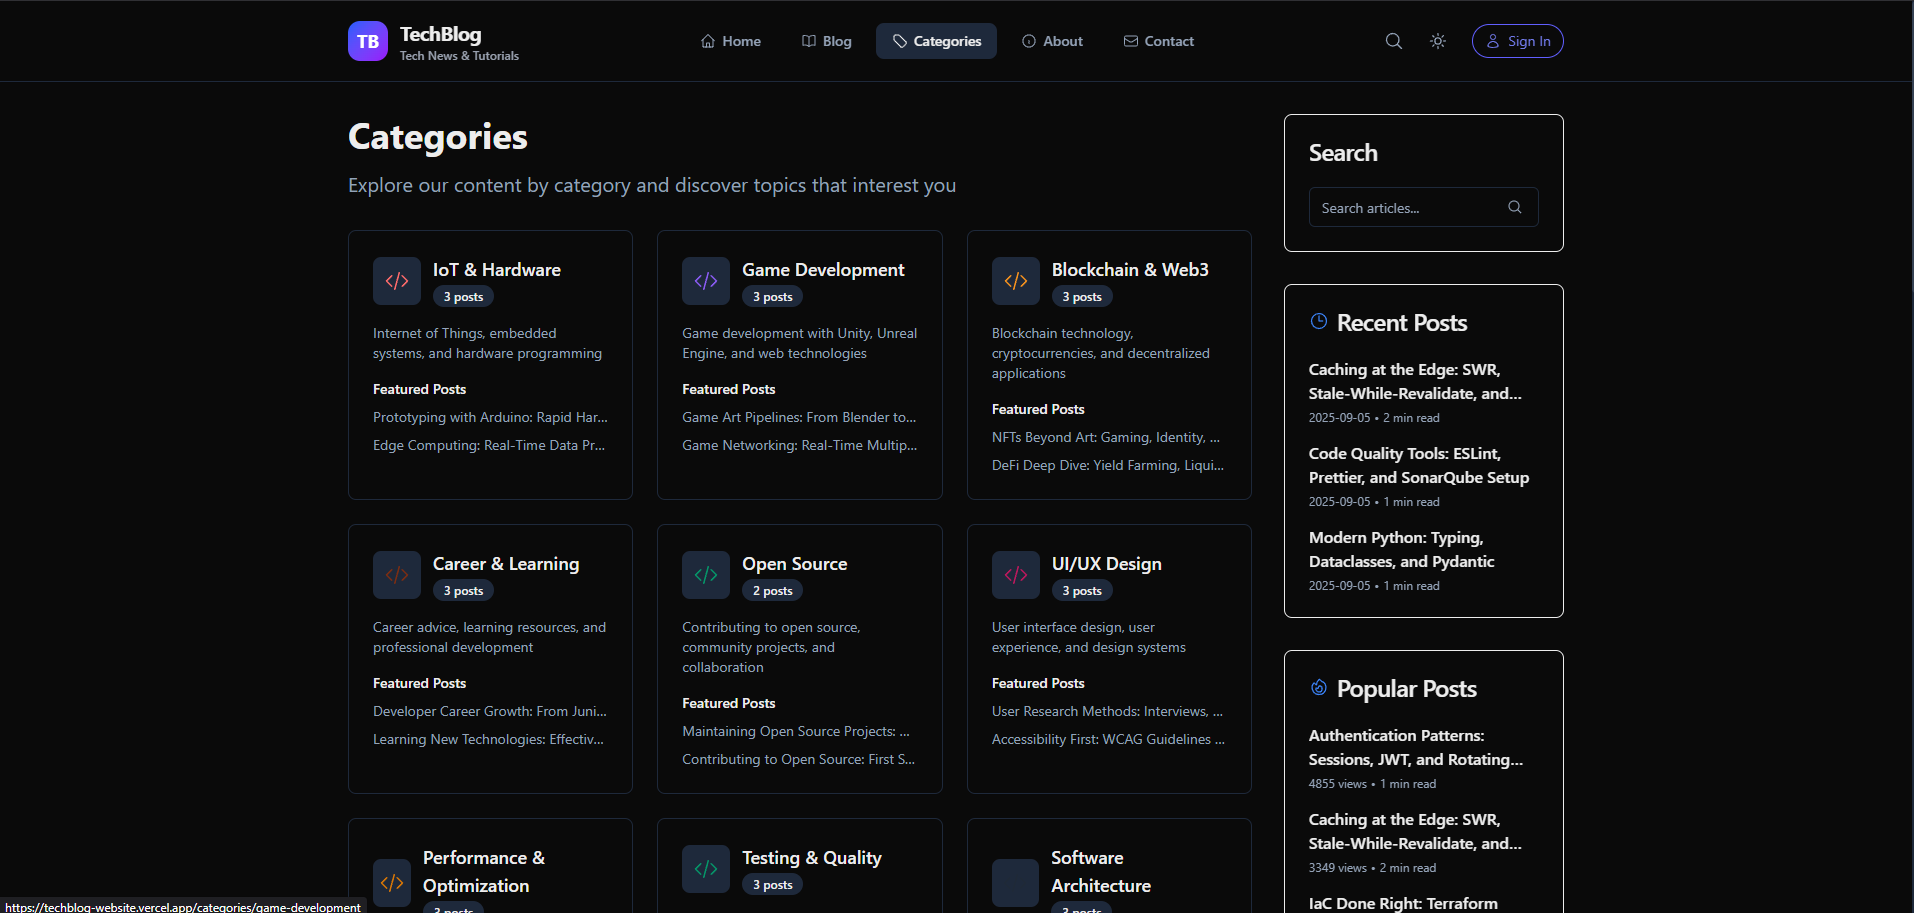 TB
TechBlog
Tech News & Tutorials
Home
Blog
Categories
About
Contact
Sign In
Categories
Explore our content by category and discover topics that interest you
IoT & Hardware
3 posts
Internet of Things, embedded
systems, and hardware programming
Featured Posts
Prototyping with Arduino: Rapid Har...
Edge Computing: Real-Time Data Pr...
Game Development
3 posts
Game development with Unity, Unreal
Engine, and web technologies
Featured Posts
Game Art Pipelines: From Blender to...
Game Networking: Real-Time Multip...
Blockchain & Web3
3 posts
Blockchain technology,
cryptocurrencies, and decentralized
applications
Featured Posts
NFTs Beyond Art: Gaming, Identity, ...
DeFi Deep Dive: Yield Farming, Liqui...
Career & Learning
3 posts
Career advice, learning resources, and
professional development
Featured Posts
Developer Career Growth: From Juni...
Learning New Technologies: Effectiv...
Open Source
2 posts
Contributing to open source,
community projects, and
collaboration
Featured Posts
Maintaining Open Source Projects: ...
Contributing to Open Source: First S...
UI/UX Design
3 posts
User interface design, user
experience, and design systems
Featured Posts
User Research Methods: Interviews, ...
Accessibility First: WCAG Guidelines ...
Performance &
Optimization
3 posts
Testing & Quality
3 posts
Software
Architecture
3 posts
Search
Search articles...
Recent Posts
Caching at the Edge: SWR,
Stale-While-Revalidate, and...
2025-09-05 • 2 min read
Code Quality Tools: ESLint,
Prettier, and SonarQube Setup
2025-09-05 • 1 min read
Modern Python: Typing,
Dataclasses, and Pydantic
2025-09-05 • 1 min read
Popular Posts
Authentication Patterns:
Sessions, JWT, and Rotating...
4855 views • 1 min read
Caching at the Edge: SWR,
Stale-While-Revalidate, and...
3349 views • 2 min read
IaC Done Right: Terraform
https://techblog-website.vercel.app/categories/game-development